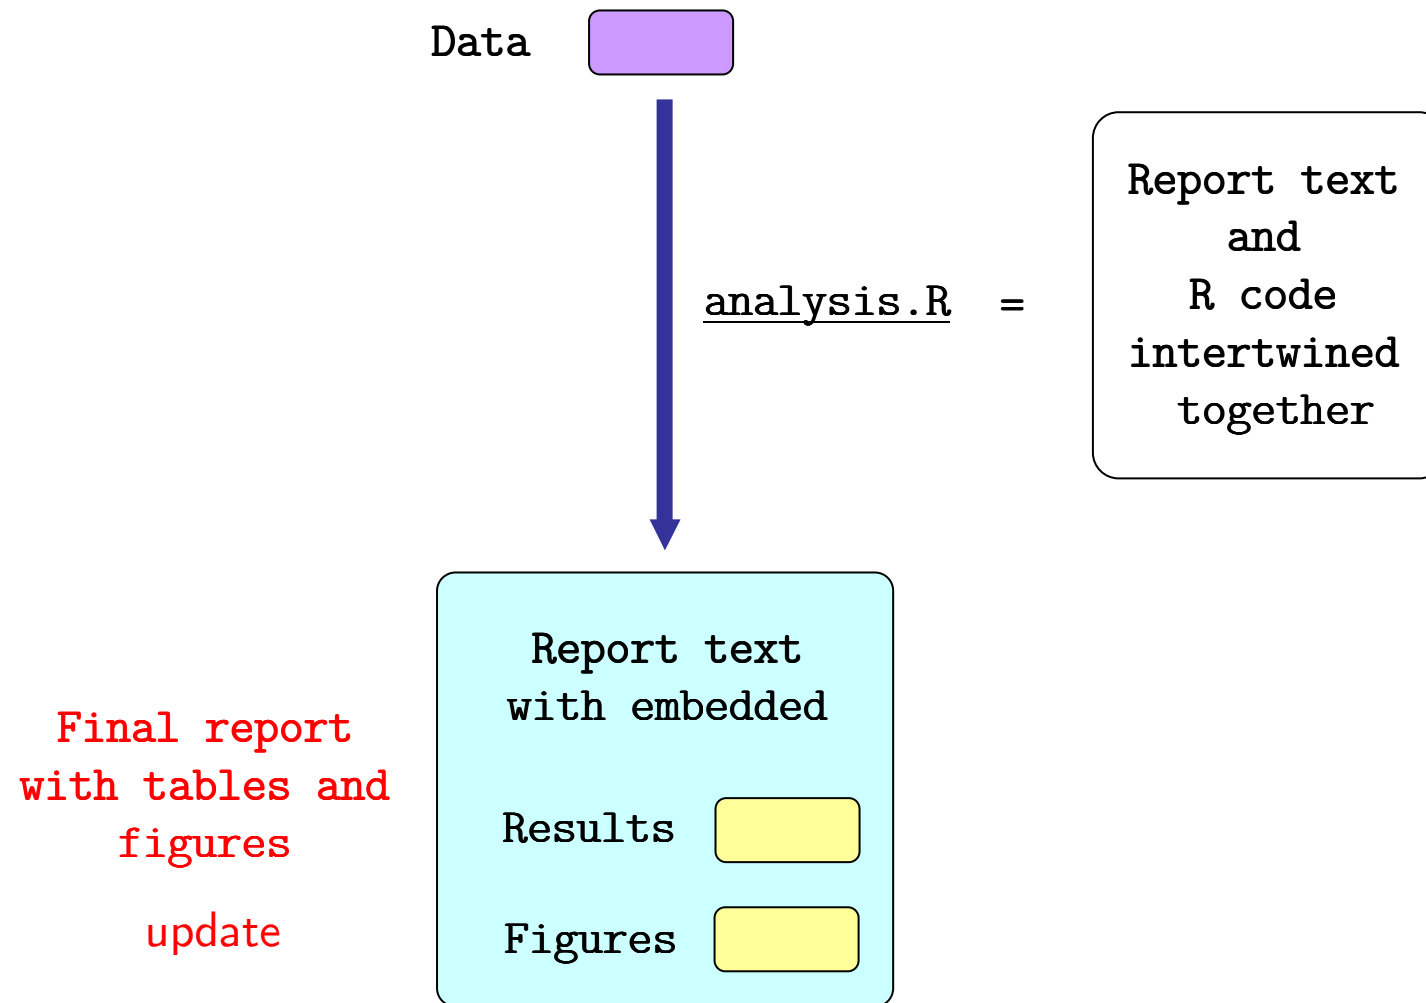 Data
analysis.R =
Report text
and
R code
intertwined
together
Report text
with embedded
Results
Figures
Final report
with tables and
figures
update